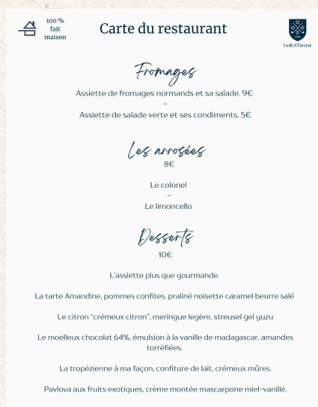 100 %
fait
maison
Carte du restaurant
Golf d'Étretat
Fromages
Assiette de fromages normands et sa salade. 9€
~
Assiette de salade verte et ses condiments. 5€
Les arrosées
8€
Le colonel
~
Le limoncello
Desserts
10€
L'assiette plus que gourmande.
La tarte Amandine, pommes confites, praliné noisette caramel beurre salé
Le citron "crémeux citron", meringue legère, streusel gel yuzu
Le moelleux chocolat 64%, émulsion à la vanille de madagascar, amandes
torréfiées.
La tropézienne à ma façon, confiture de lait, crémeux mûres.
Pavlova aux fruits exotiques, crème montée mascarpone miel-vanillé.